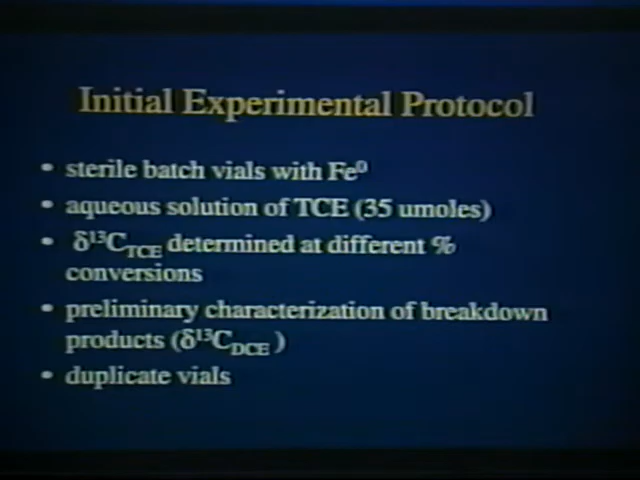 Initial Experimental Protocol
• sterile batch vials with Fe⁰
• aqueous solution of TCE (35 umoles)
• δ¹³C_TCE determined at different %
conversions
• preliminary characterization of breakdown
products (δ¹³C_DCE )
• duplicate vials